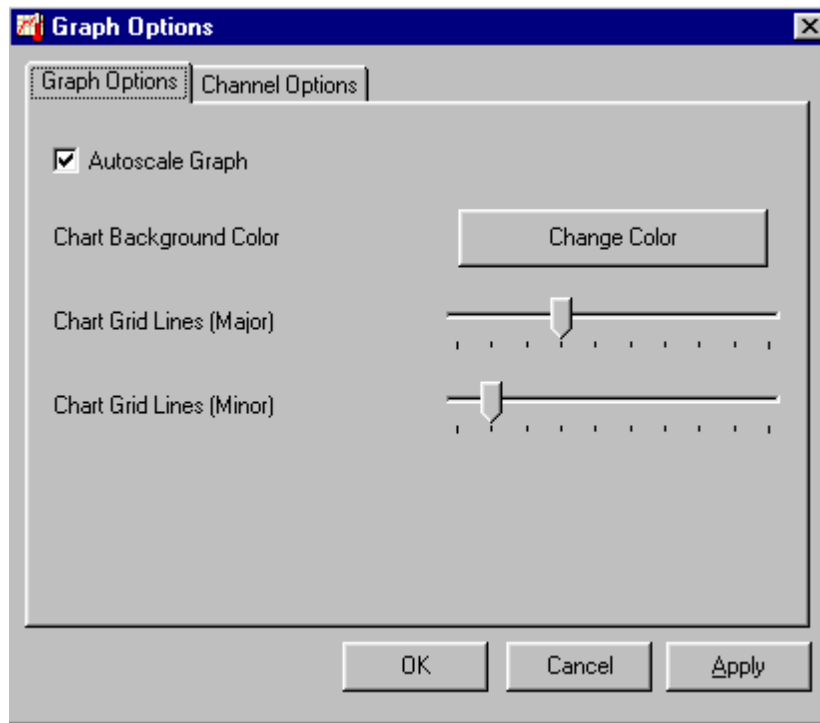 Graph Options
Graph Options Channel Options
Autoscale Graph
Chart Background Color Change Color
Chart Grid Lines (Major)
Chart Grid Lines (Minor)
OK Cancel Apply